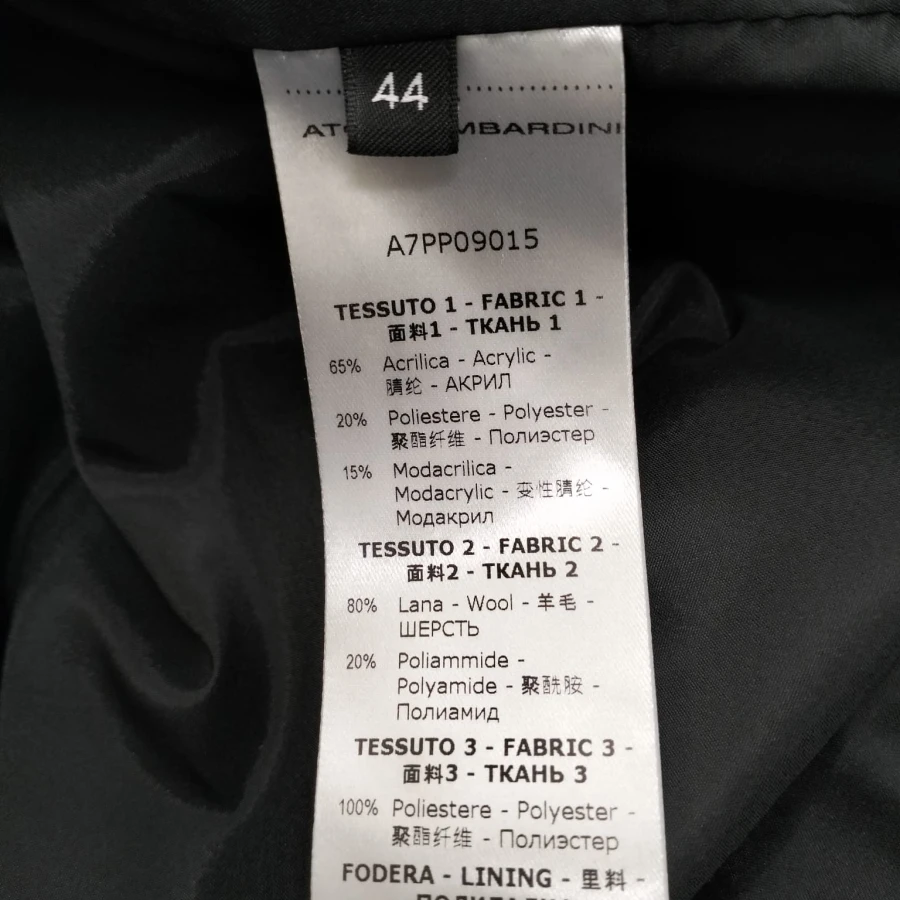 44
MBARDINI
A7PP09015
TESSUTO 1 - FABRIC 1 -
面料1 - ТКАНЬ 1
65% Acrilica - Acrylic -
腈纶 - АКРИЛ
20% Poliestere - Polyester -
聚酯纤维 - Полиэстер
15% Modacrilica -
Modacrylic - 变性腈纶 -
Модакрил
TESSUTO 2 - FABRIC 2 -
面料2 - ТКАНЬ 2
80% Lana - Wool - 羊毛 -
ШЕРСТЬ
20% Poliammide -
Polyamide - 聚酰胺 -
Полиамид
TESSUTO 3 - FABRIC 3 -
面料3 - ТКАНЬ 3
100% Poliestere - Polyester -
聚酯纤维 - Полиэстер
FODERA - LINING - 里料 -